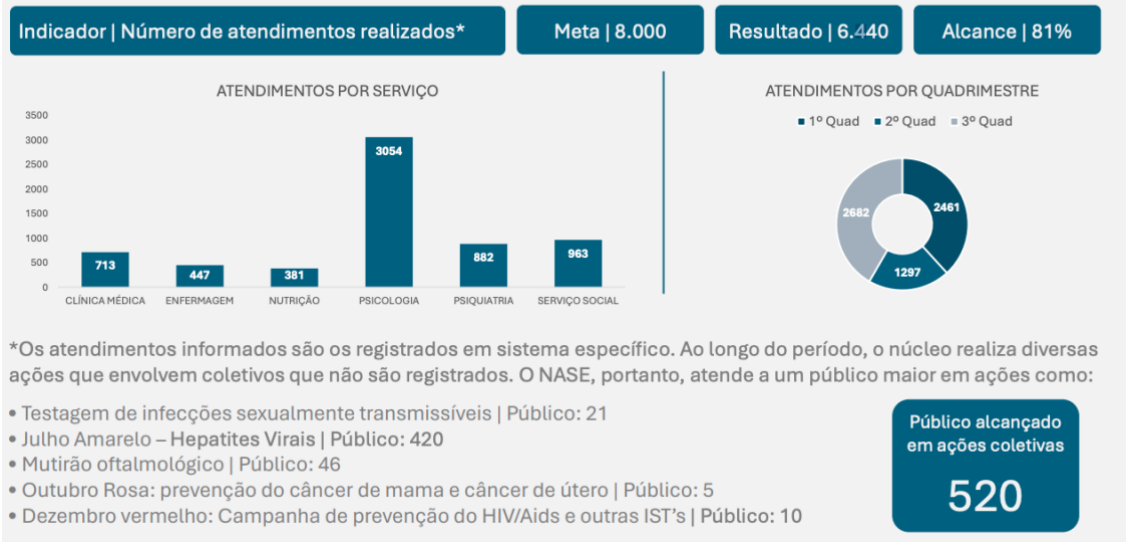 Indicador | Número de atendimentos realizados*
Meta | 8.000
Resultado | 6.440
Alcance | 81%
ATENDIMENTOS POR SERVIÇO
3500
3000
2500
2000
1500
1000
500
0
713
447
381
3054
882
963
CLÍNICA MÉDICA
ENFERMAGEM
NUTRIÇÃO
PSICOLOGIA
PSIQUIATRIA
SERVIÇO SOCIAL
ATENDIMENTOS POR QUADRIMESTRE
1º Quad
2º Quad
3º Quad
2682
2461
1297
*Os atendimentos informados são os registrados em sistema específico. Ao longo do período, o núcleo realiza diversas
ações que envolvem coletivos que não são registrados. O NASE, portanto, atende a um público maior em ações como:
• Testagem de infecções sexualmente transmissíveis | Público: 21
• Julho Amarelo – Hepatites Virais | Público: 420
• Mutirão oftalmológico | Público: 46
• Outubro Rosa: prevenção do câncer de mama e câncer de útero | Público: 5
• Dezembro vermelho: Campanha de prevenção do HIV/Aids e outras IST's | Público: 10
Público alcançado
em ações coletivas
520